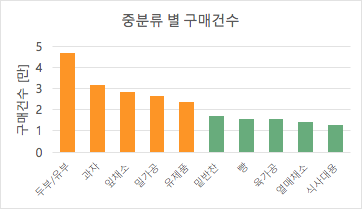 중분류 별 구매건수
구매건수 [만]
5
4
3
2
1
0
두부/유부
과자
잎채소
밀가공
유제품
밑반찬
빵
육가공
열매채소
식사대용